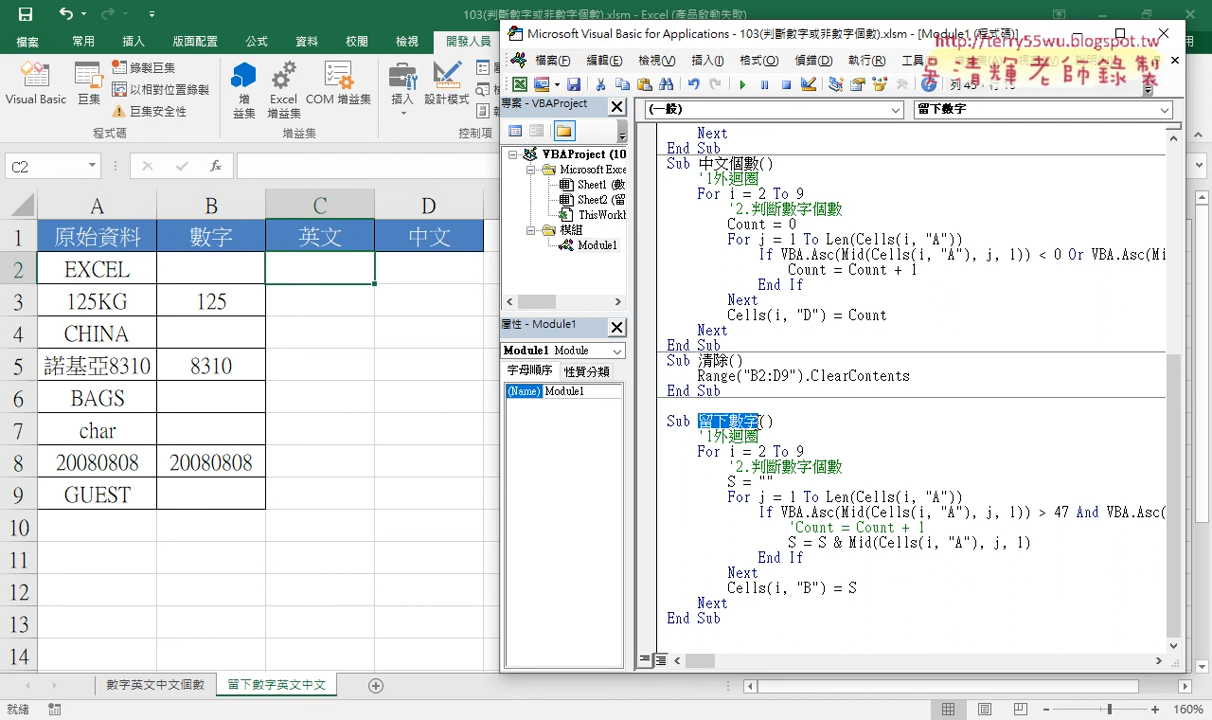 103(判斷數字或非數字個數).xlsm - Excel (產品啟動失敗)
檔案 常用 插入 版面配置 公式 資料 校閱 檢視 開發人員
Visual Basic
巨集
錄製巨集
以相對位置錄製
巨集安全性
程式碼
增益集
Excel 增益集
COM 增益集
增益集
插入
設計模式
控制項
C2
fx
A B C D
1 原始資料 數字 英文 中文
2 EXCEL
3 125KG 125
4 CHINA
5 諾基亞8310 8310
6 BAGS
7 char
8 20080808 20080808
9 GUEST
10
11
12
13
14
數字英文中文個數 留下數字英文中文
就緒
160%
Microsoft Visual Basic for Applications - 103(判斷數字或非數字個數).xlsm - [Module1 (程式碼)]
http://terry55wu.blogspot.tw
吳清輝老師錄製
檔案(F) 編輯(E) 檢視(V) 插入(I) 格式(O) 偵錯(D) 執行(R)
專案 - VBAProject
VBAProject (10
Microsoft Exce
Sheet1 (數
Sheet2 (留
ThisWorkb
模組
Module1
屬性 - Module1
Module1 Module
字母順序 性質分類
(Name) Module1
(一般) 留下數字
Next
End Sub
Sub 中文個數()
'1外迴圈
For i = 2 To 9
'2.判斷數字個數
Count = 0
For j = 1 To Len(Cells(i, "A"))
If VBA.Asc(Mid(Cells(i, "A"), j, 1)) < 0 Or VBA.Asc(Mi
Count = Count + 1
End If
Next
Cells(i, "D") = Count
Next
End Sub
Sub 清除()
Range("B2:D9").ClearContents
End Sub
Sub 留下數字()
'1外迴圈
For i = 2 To 9
'2.判斷數字個數
S = ""
For j = 1 To Len(Cells(i, "A"))
If VBA.Asc(Mid(Cells(i, "A"), j, 1)) > 47 And VBA.Asc(
'Count = Count + 1
S = S & Mid(Cells(i, "A"), j, 1)
End If
Next
Cells(i, "B") = S
Next
End Sub